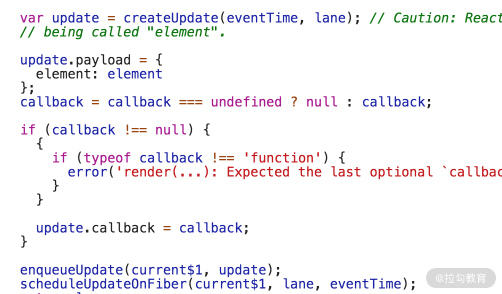 var update = createUpdate(eventTime, lane); // Caution: Reac
// being called "element".
update.payload = {
element: element
};
callback = callback === undefined ? null : callback;
if (callback !== null) {
{
if (typeof callback !== 'function') {
error('render(...): Expected the last optional `callbac
}
}
update.callback = callback;
}
enqueueUpdate(current$1, update);
scheduleUpdateOnFiber(current$1, lane, eventTime);
@拉勾教育